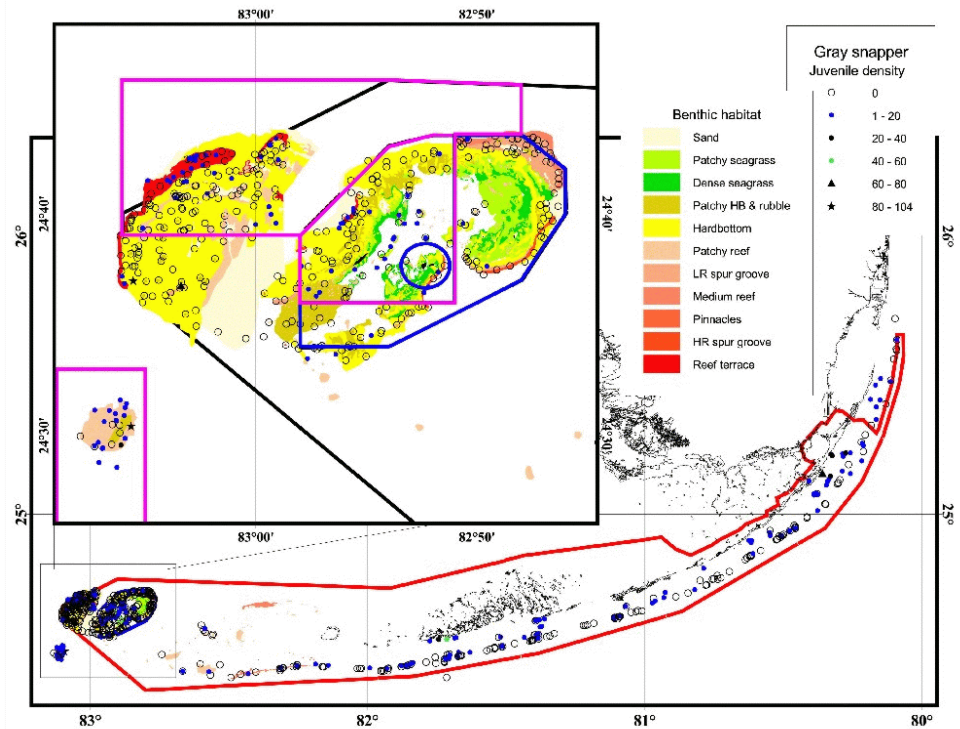 83°00'
82°50'
Gray snapper
Juvenile density
0
1 - 20
20 - 40
40 - 60
60 - 80
80 - 104
Benthic habitat
Sand
Patchy seagrass
Dense seagrass
Patchy HB & rubble
Hardbottom
Patchy reef
LR spur groove
Medium reef
Pinnacles
HR spur groove
Reef terrace
26°
24°40'
24°40'
26°
24°30'
24°30'
25°
25°
83°00'
82°50'
83°
82°
81°
80°